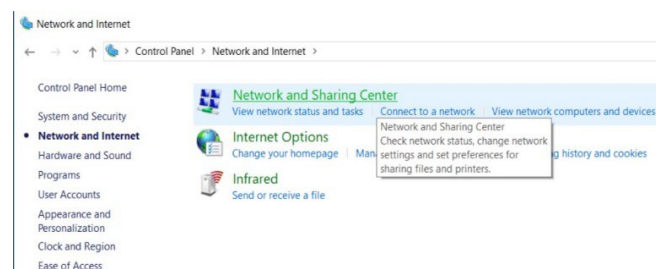 Network and Internet
Control Panel > Network and Internet >
Control Panel Home
System and Security
Network and Internet
Hardware and Sound
Programs
User Accounts
Appearance and
Personalization
Clock and Region
Ease of Access
Network and Sharing Center
View network status and tasks Connect to a network View network computers and devices
Network and Sharing Center
Check network status, change network
settings and set preferences for
sharing files and printers.
Internet Options
Change your homepage history and cookies
Infrared
Send or receive a file